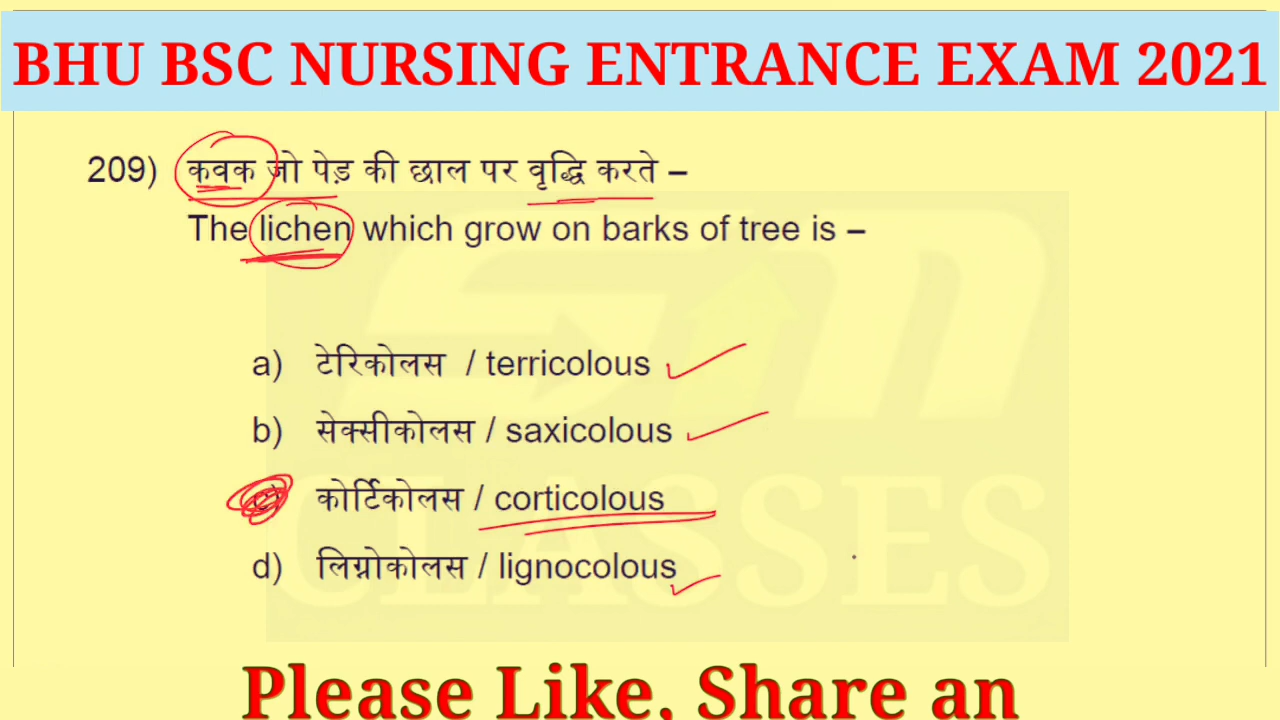 BHU BSC NURSING ENTRANCE EXAM 2021
209) कवक जो पेड़ की छाल पर वृद्धि करते –
The lichen which grow on barks of tree is –
a) टेरिकोलस / terricolous
b) सेक्सीकोलस / saxicolous
c) कोर्टिकोलस / corticolous
d) लिग्नोकोलस / lignocolous
CLASSES
Please Like, Share an